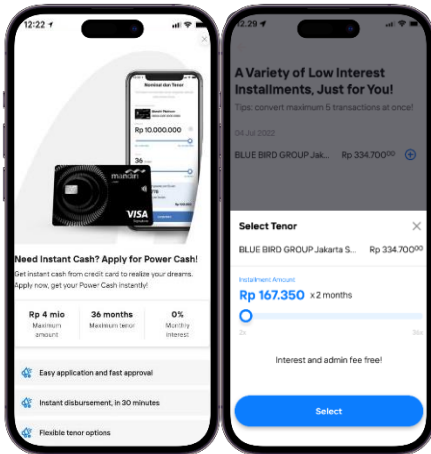 12:22
Nominal dan Tenor
Rp 10.000.000
36
mandiri
VISA
Need Instant Cash? Apply for Power Cash!
Get instant cash from credit card to realize your dreams.
Apply now, get your Power Cash instantly!
Rp 4 mio
Maximum
amount
36 months
Maximum tenor
0%
Monthly
interest
Easy application and fast approval
Instant disbursement, in 30 minutes
Flexible tenor options
12.29
A Variety of Low Interest
Installments, Just for You!
Tips: convert maximum 5 transactions at once!
04 Jul 2022
BLUE BIRD GROUP Jak... Rp 334.700⁰⁰
Select Tenor
BLUE BIRD GROUP Jakarta S... Rp 334.700⁰⁰
Installment Amount
Rp 167.350 x 2 months
2x 36x
Interest and admin fee free!
Select